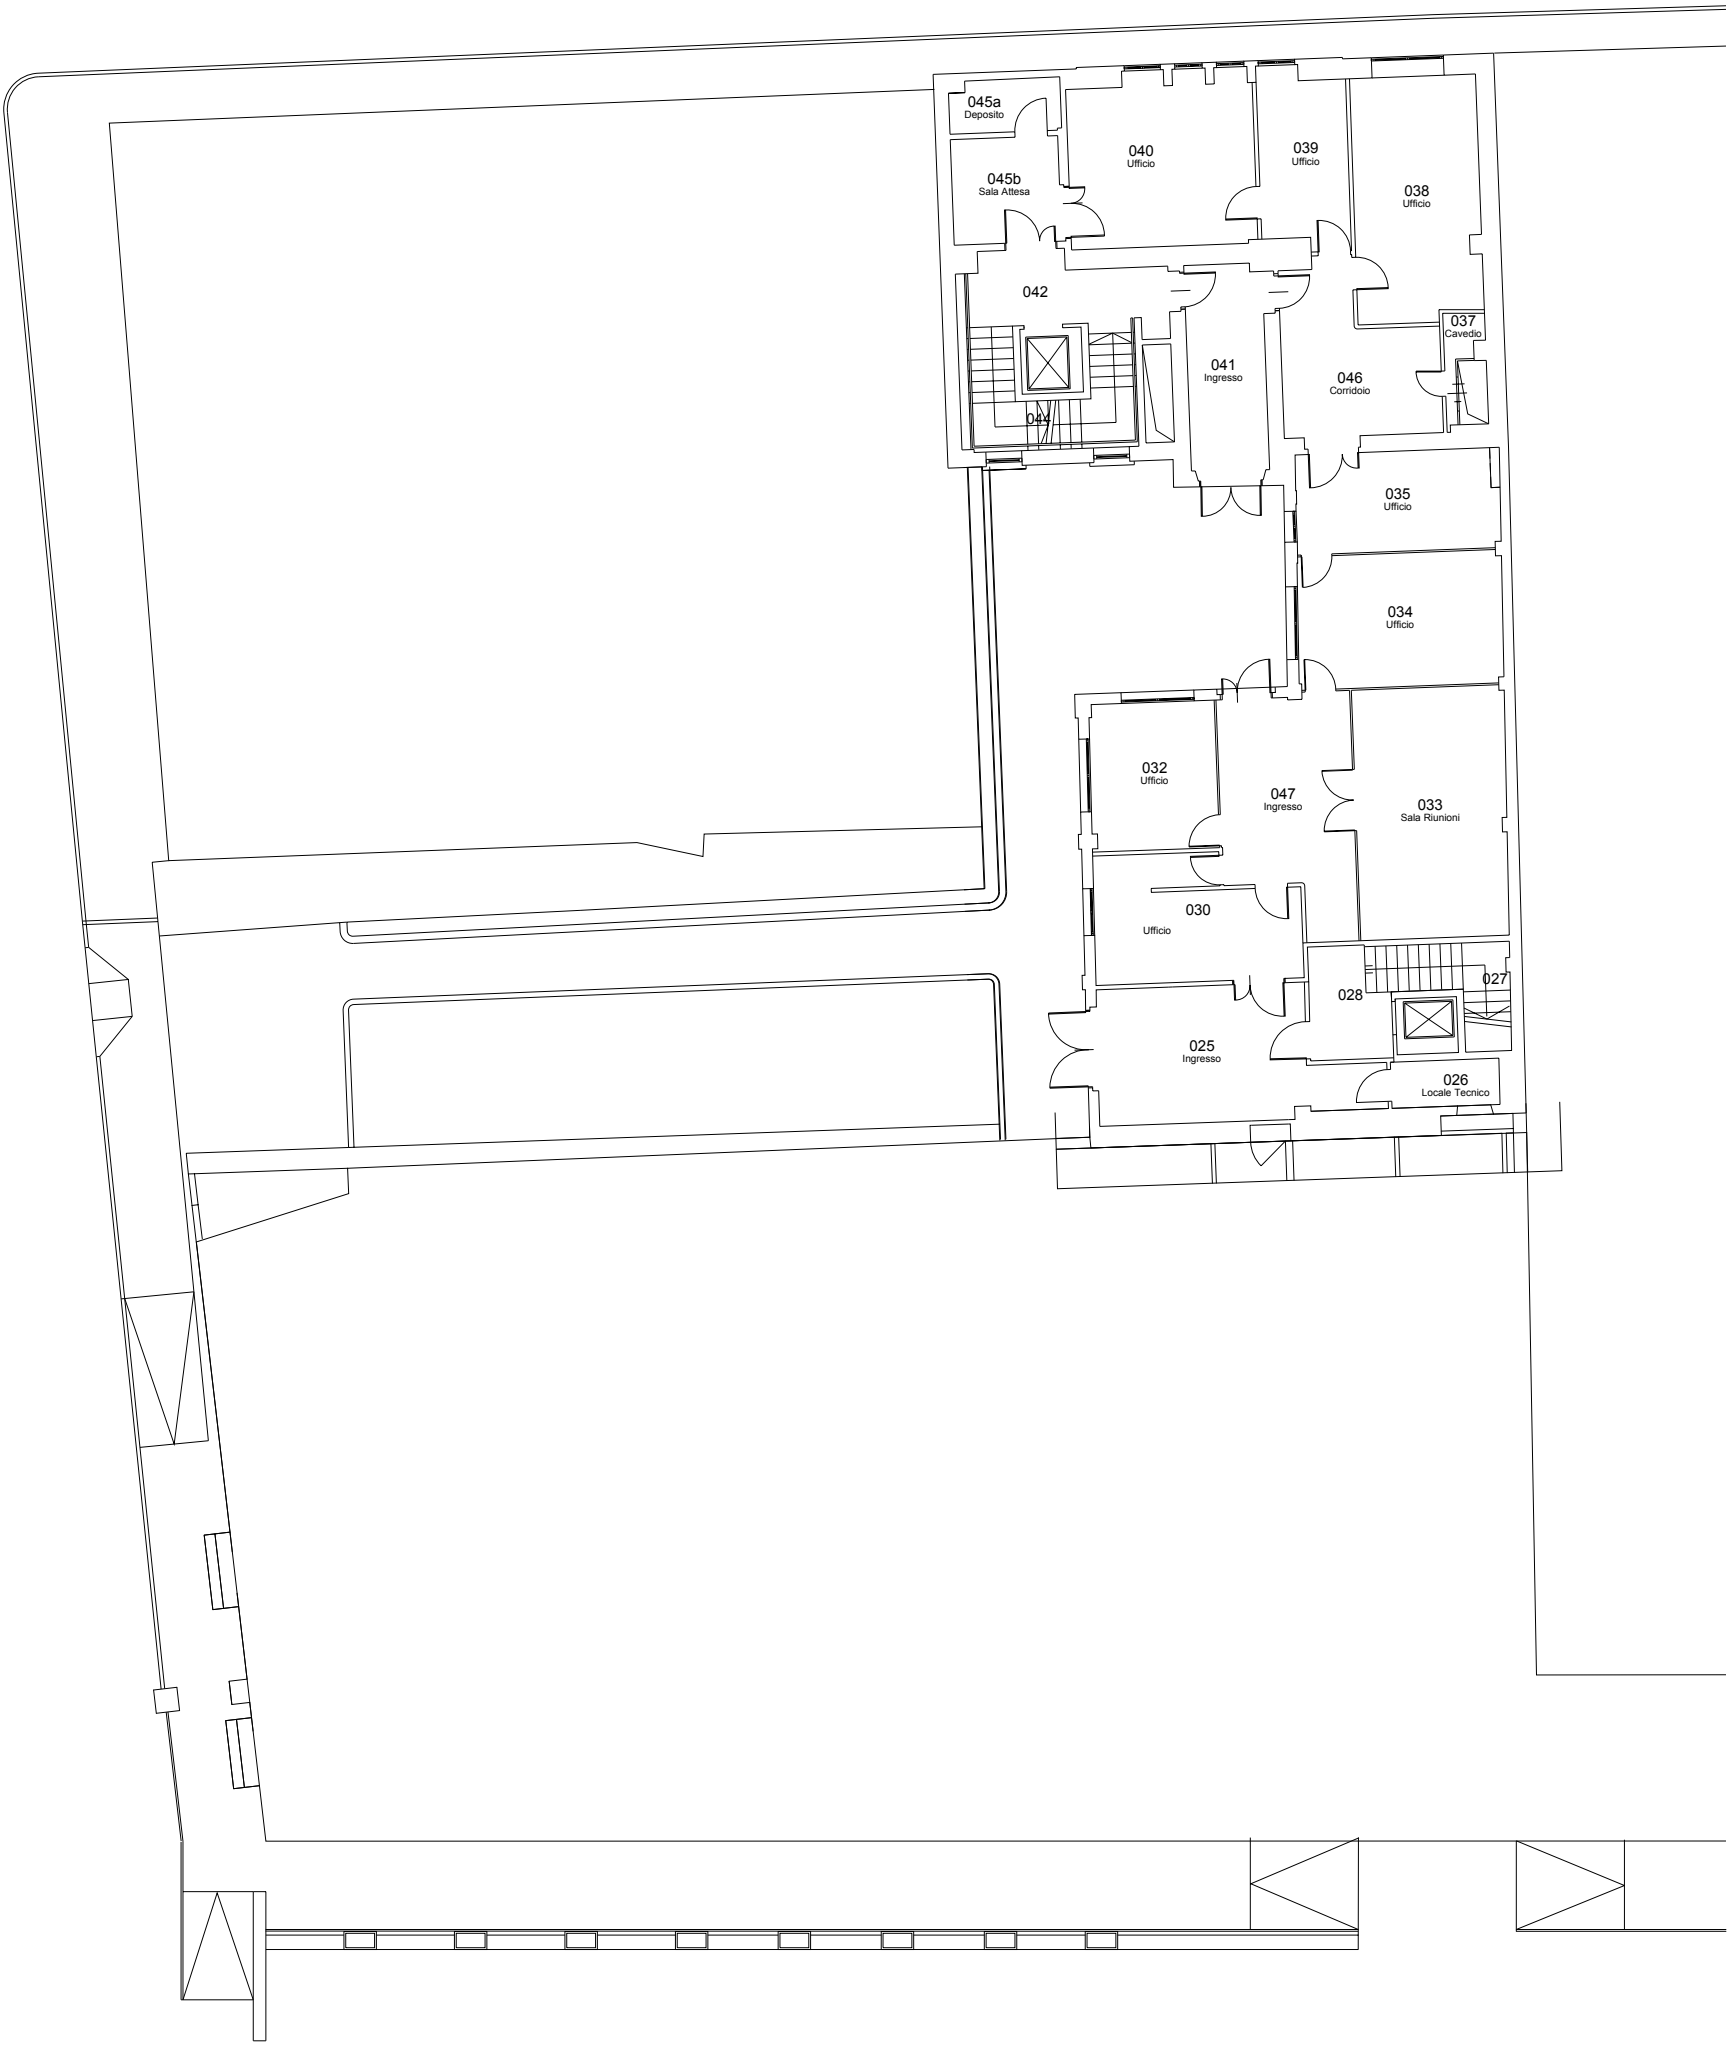 045a
Deposito
040
Ufficio
039
Ufficio
045b
Sala Attesa
038
Ufficio
042
037
Cavedio
041
Ingresso
046
Corridoio
044
035
Ufficio
034
Ufficio
032
Ufficio
047
Ingresso
033
Sala Riunioni
030
Ufficio
027
028
025
Ingresso
026
Locale Tecnico